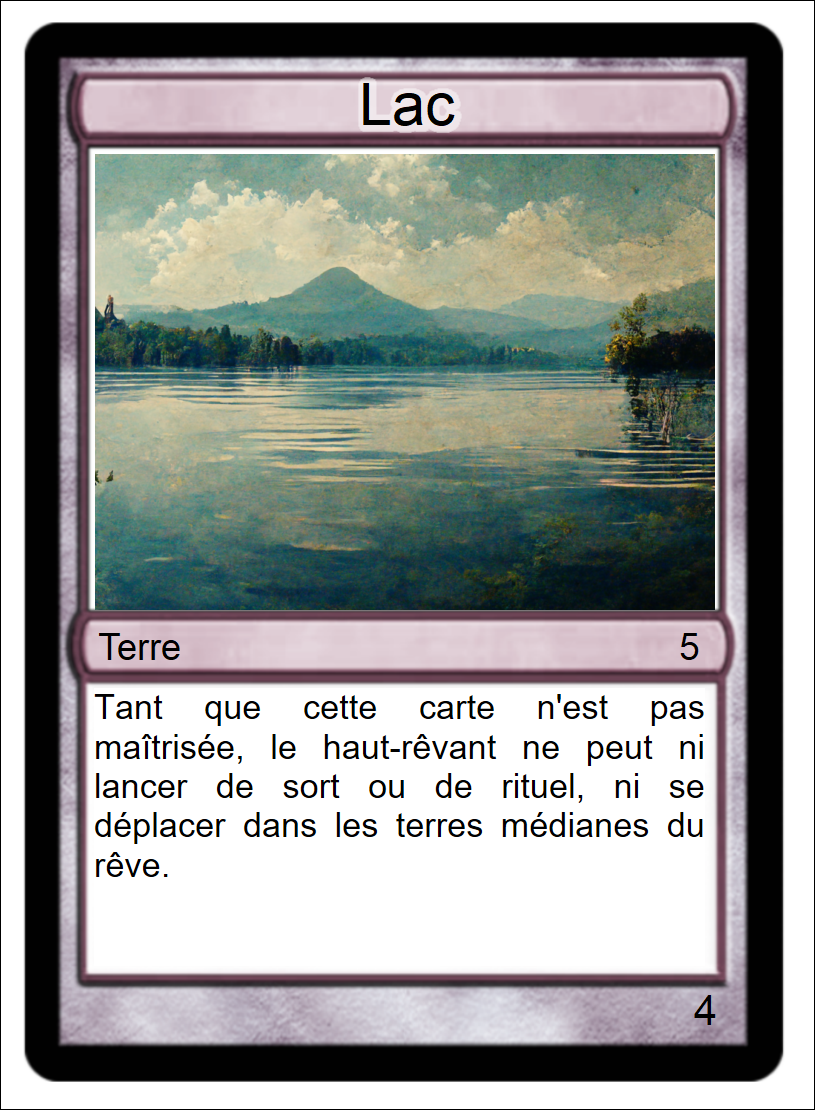 Lac
Terre 5
Tant que cette carte n'est pas
maîtrisée, le haut-rêvant ne peut ni
lancer de sort ou de rituel, ni se
déplacer dans les terres médianes du
rêve.
4